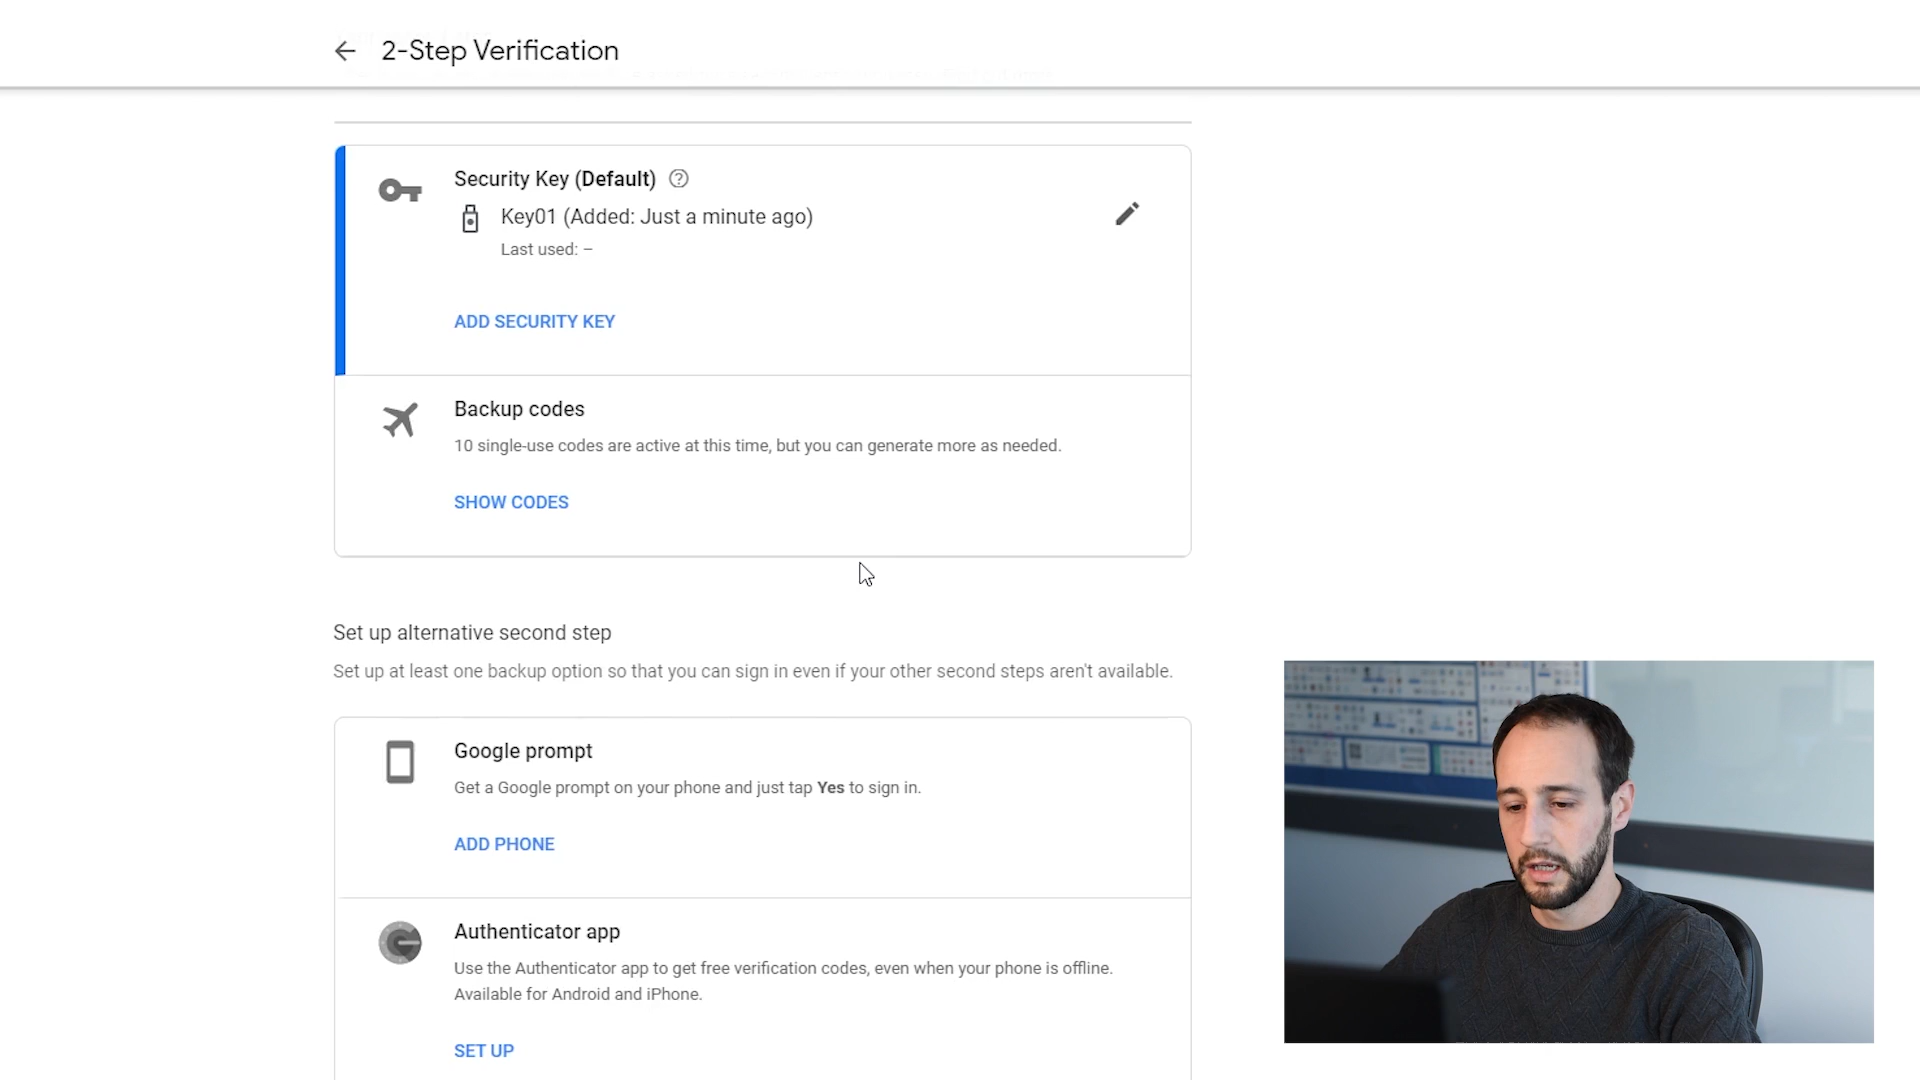 2-Step Verification
Security Key (Default)
Key01 (Added: Just a minute ago)
Last used: –
ADD SECURITY KEY
Backup codes
10 single-use codes are active at this time, but you can generate more as needed.
SHOW CODES
Set up alternative second step
Set up at least one backup option so that you can sign in even if your other second steps aren't available.
Google prompt
Get a Google prompt on your phone and just tap Yes to sign in.
ADD PHONE
Authenticator app
Use the Authenticator app to get free verification codes, even when your phone is offline.
Available for Android and iPhone.
SET UP